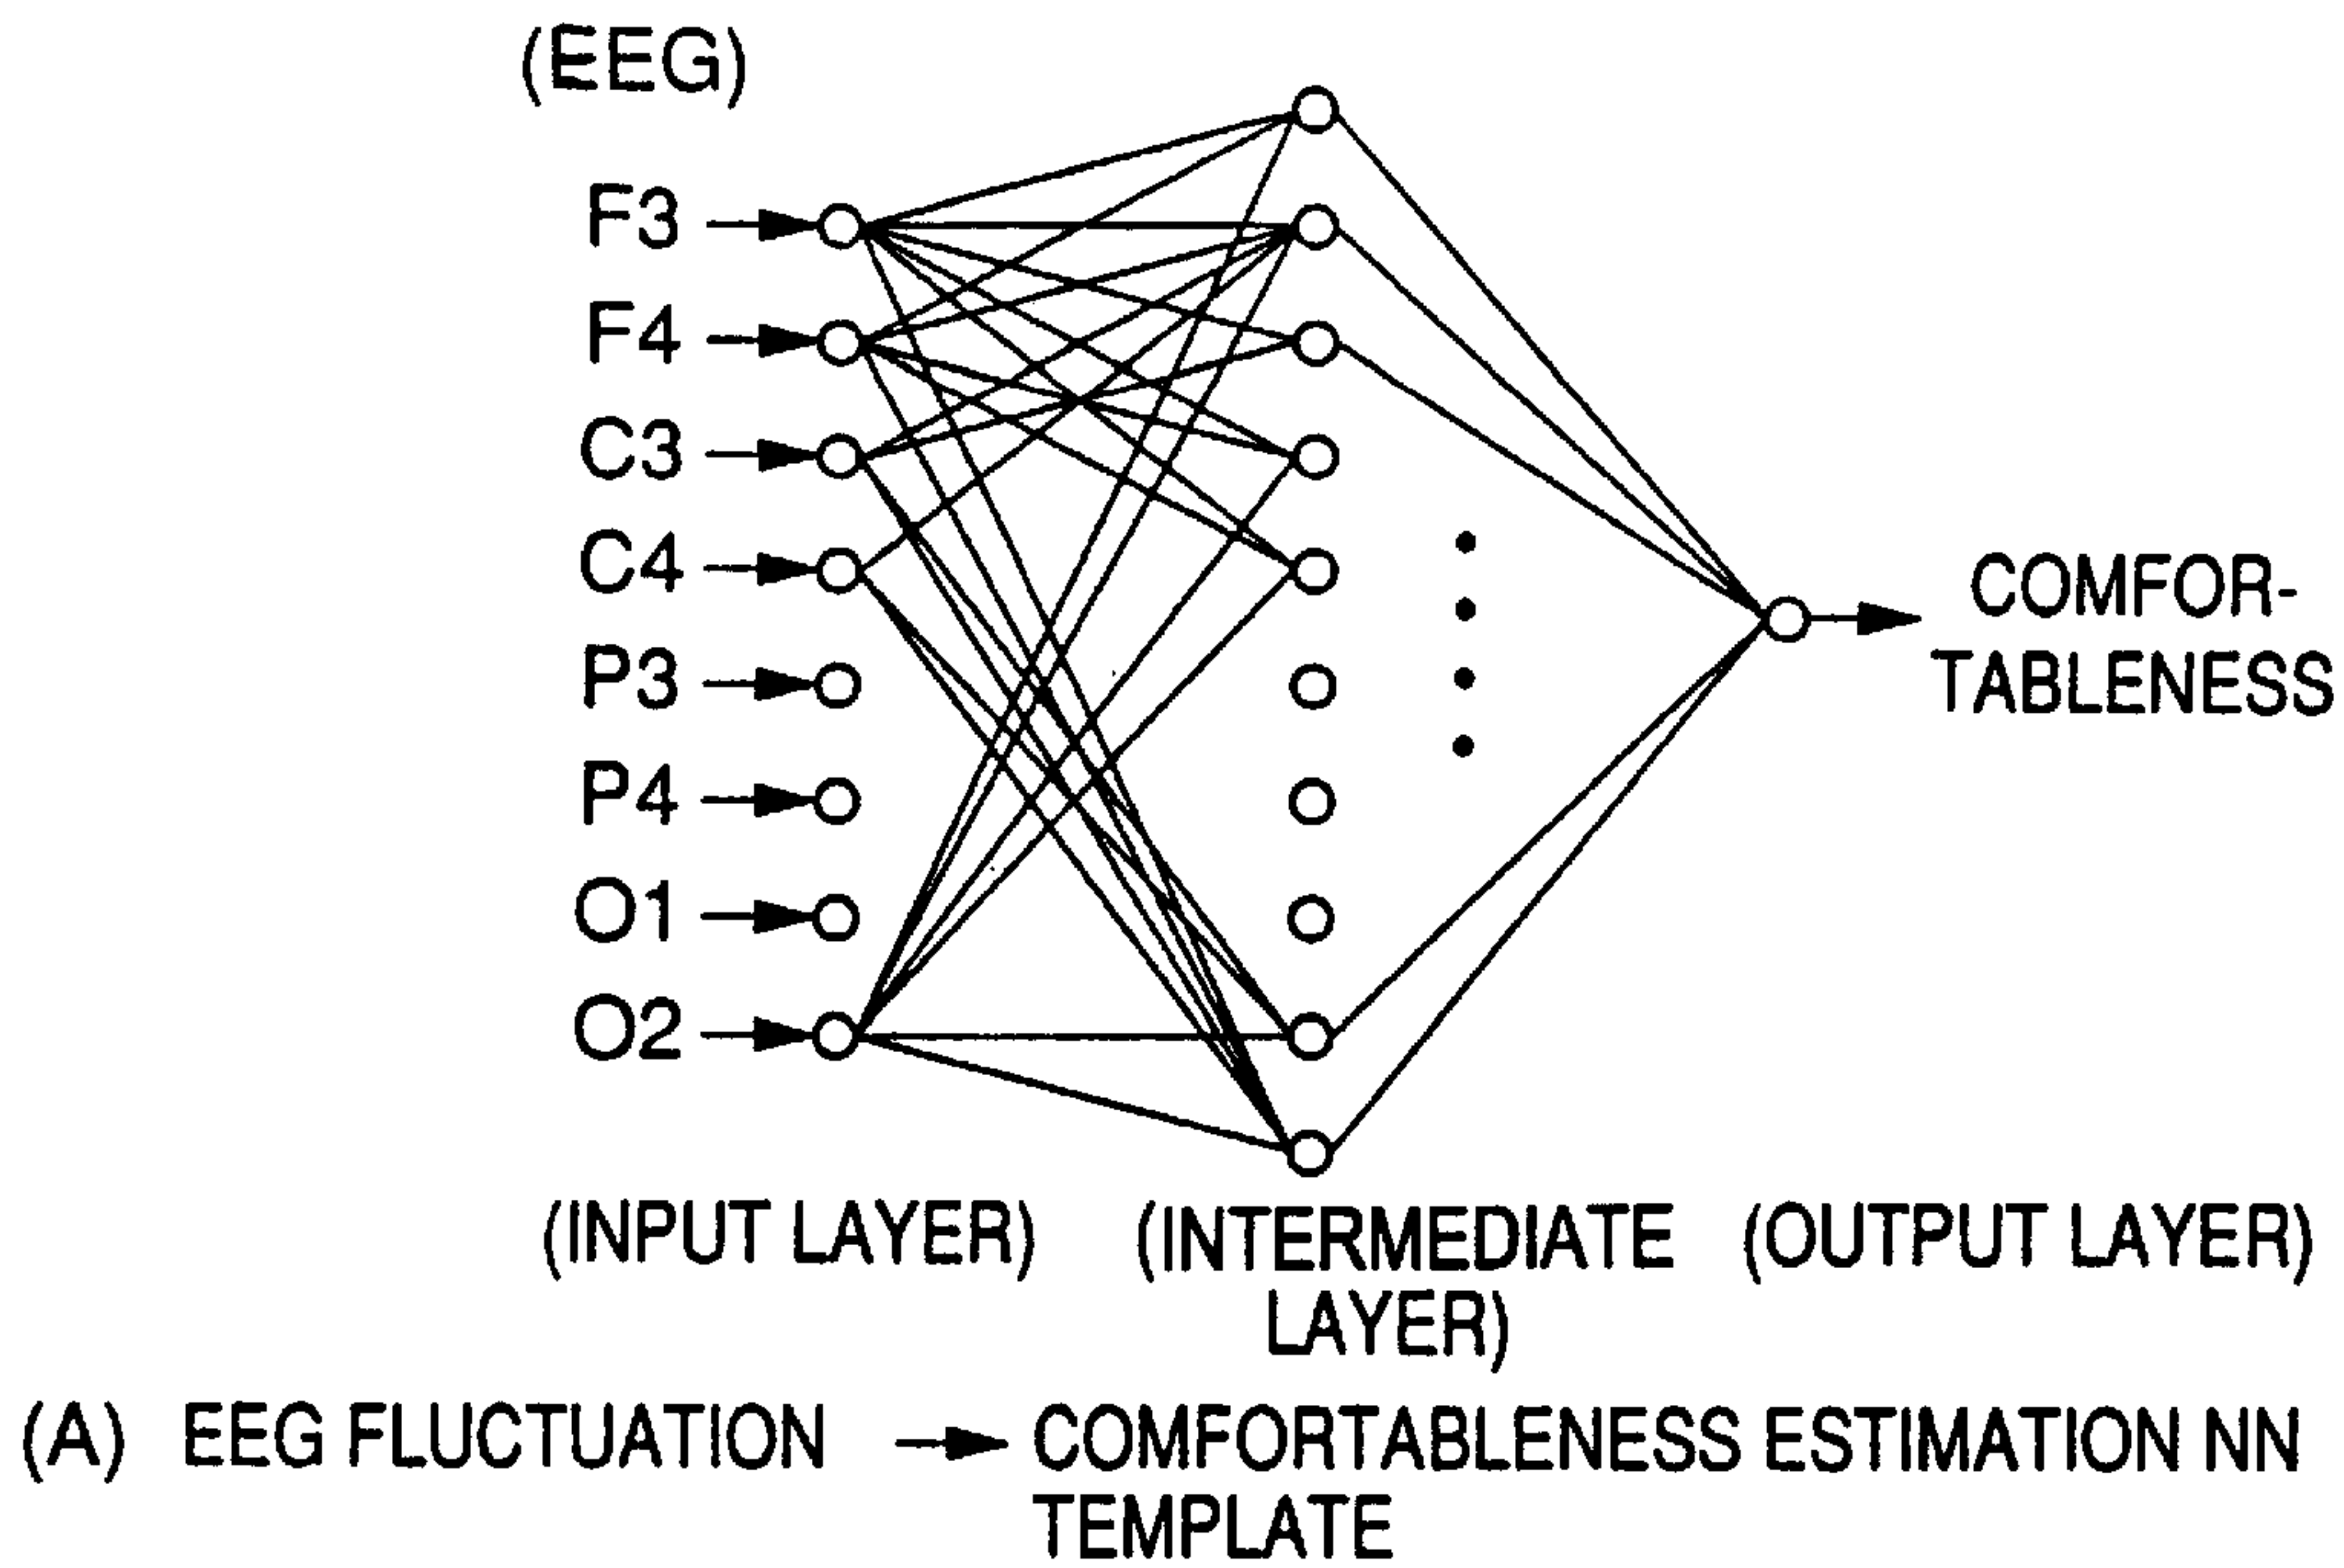 (EEG)
F3
F4
C3
C4
P3
P4
O1
O2
COMFOR-
TABLENESS
(INPUT LAYER)
(INTERMEDIATE
LAYER)
(OUTPUT LAYER)
(A) EEG FLUCTUATION → COMFORTABLENESS ESTIMATION NN
TEMPLATE